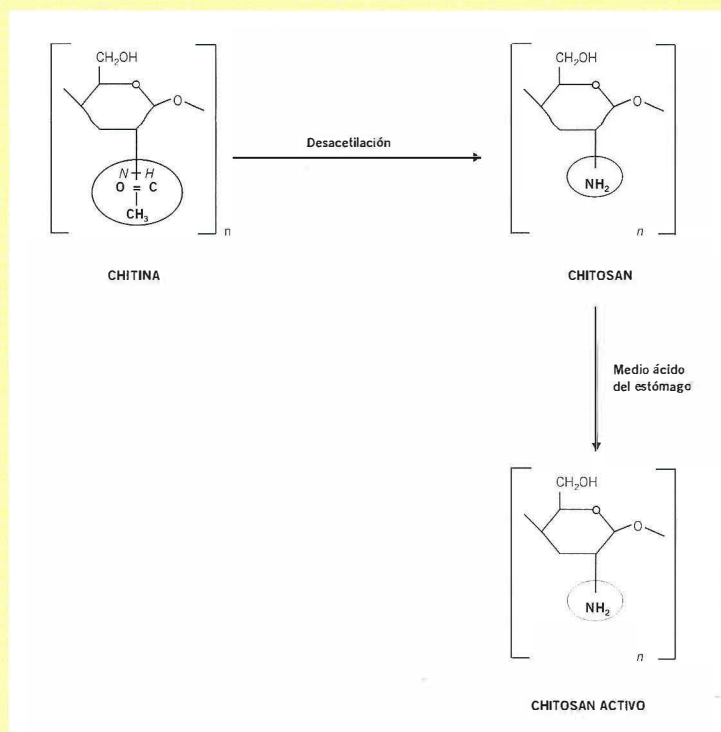 CH₂OH
O
O
N H
O = C
CH₃
n
CHITINA
Desacetilación
CH₂OH
O
O
NH₂
n
CHITOSAN
Medio ácido
del estómago
CH₂OH
O
O
NH₂
n
CHITOSAN ACTIVO